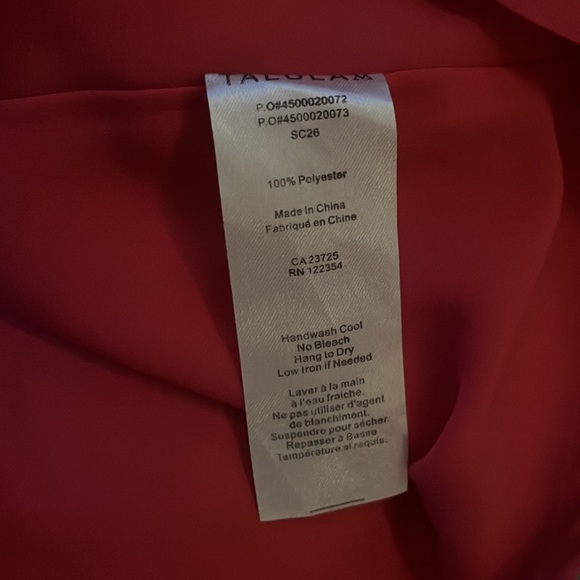 P.O#4500020072
P.O#4500020073
SC26
100% Polyester
Made in China
Fabriqué en Chine
CA 23725
RN 122354
Handwash Cool
No Bleach
Hang to Dry
Low Iron if Needed
Laver à la main
à l'eau fraiche.
Ne pas utiliser d'agent
de blanchiment.
Suspendre pour sécher
Repasser à Basse
Température si requis.